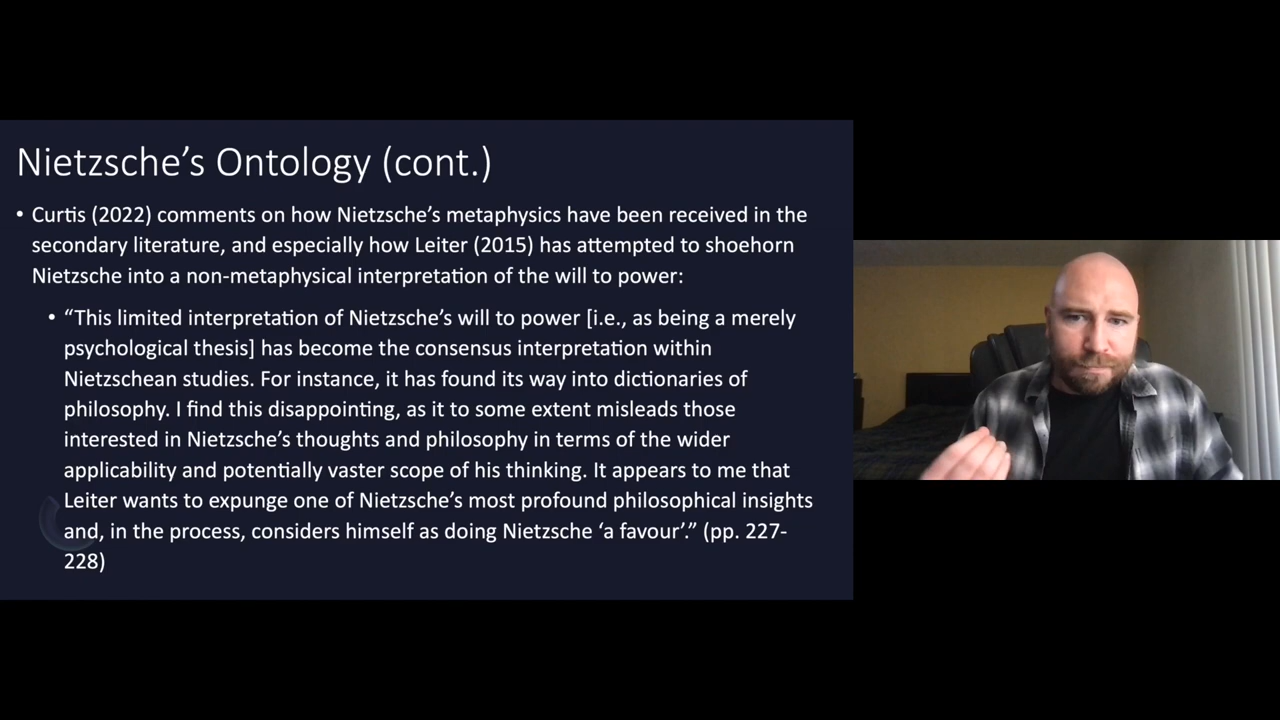 Nietzsche's Ontology (cont.)
• Curtis (2022) comments on how Nietzsche's metaphysics have been received in the
secondary literature, and especially how Leiter (2015) has attempted to shoehorn
Nietzsche into a non-metaphysical interpretation of the will to power:
• “This limited interpretation of Nietzsche's will to power [i.e., as being a merely
psychological thesis] has become the consensus interpretation within
Nietzschean studies. For instance, it has found its way into dictionaries of
philosophy. I find this disappointing, as it to some extent misleads those
interested in Nietzsche's thoughts and philosophy in terms of the wider
applicability and potentially vaster scope of his thinking. It appears to me that
Leiter wants to expunge one of Nietzsche's most profound philosophical insights
and, in the process, considers himself as doing Nietzsche ‘a favour’.” (pp. 227-
228)